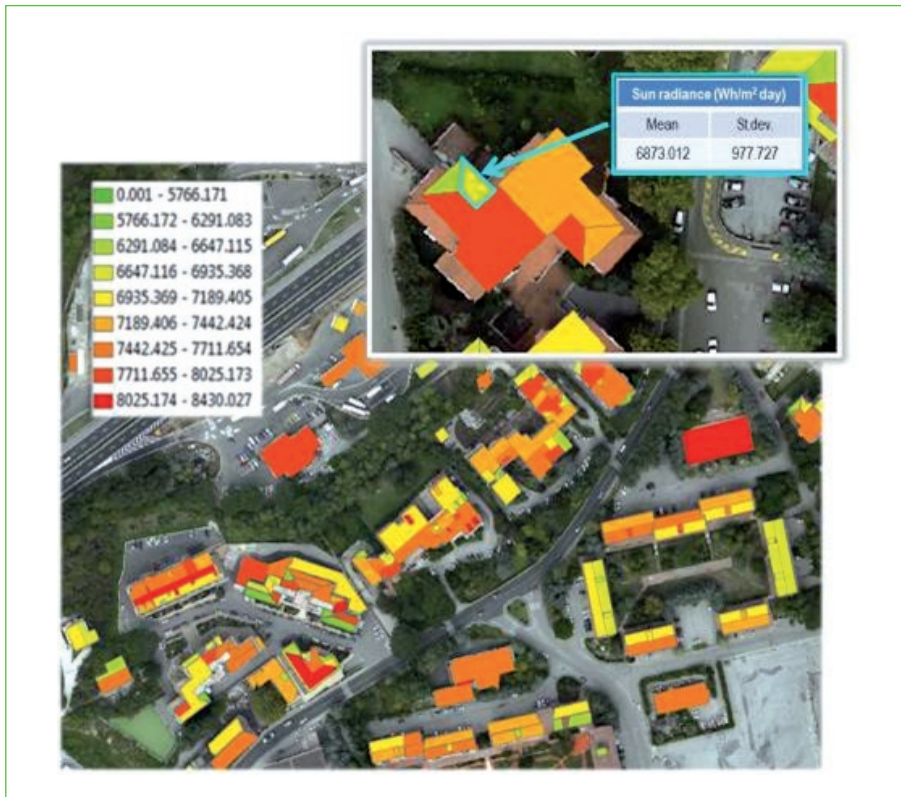 Sun radiance (Wh/m² day)
Mean St.dev.
6873.012 977.727
0.001 - 5766.171
5766.172 - 6291.083
6291.084 - 6647.115
6647.116 - 6935.368
6935.369 - 7189.405
7189.406 - 7442.424
7442.425 - 7711.654
7711.655 - 8025.173
8025.174 - 8430.027